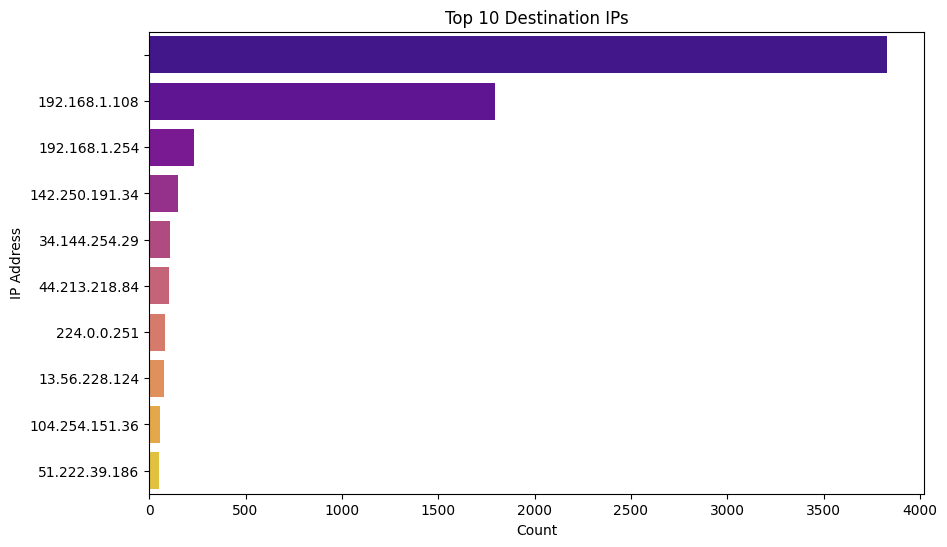 Top 10 Destination IPs
192.168.1.108
192.168.1.254
142.250.191.34
34.144.254.29
44.213.218.84
224.0.0.251
13.56.228.124
104.254.151.36
51.222.39.186
IP Address
0 500 1000 1500 2000 2500 3000 3500 4000
Count